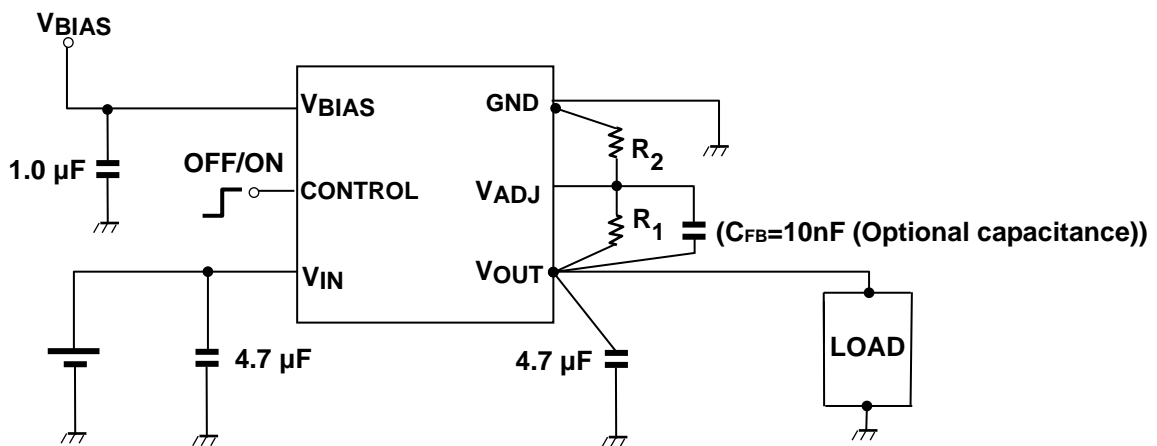 VBIAS
VBIAS
GND
R2
1.0 µF
OFF/ON
CONTROL
VADJ
R1
(CFB=10nF (Optional capacitance))
VIN
VOUT
4.7 µF
4.7 µF
LOAD